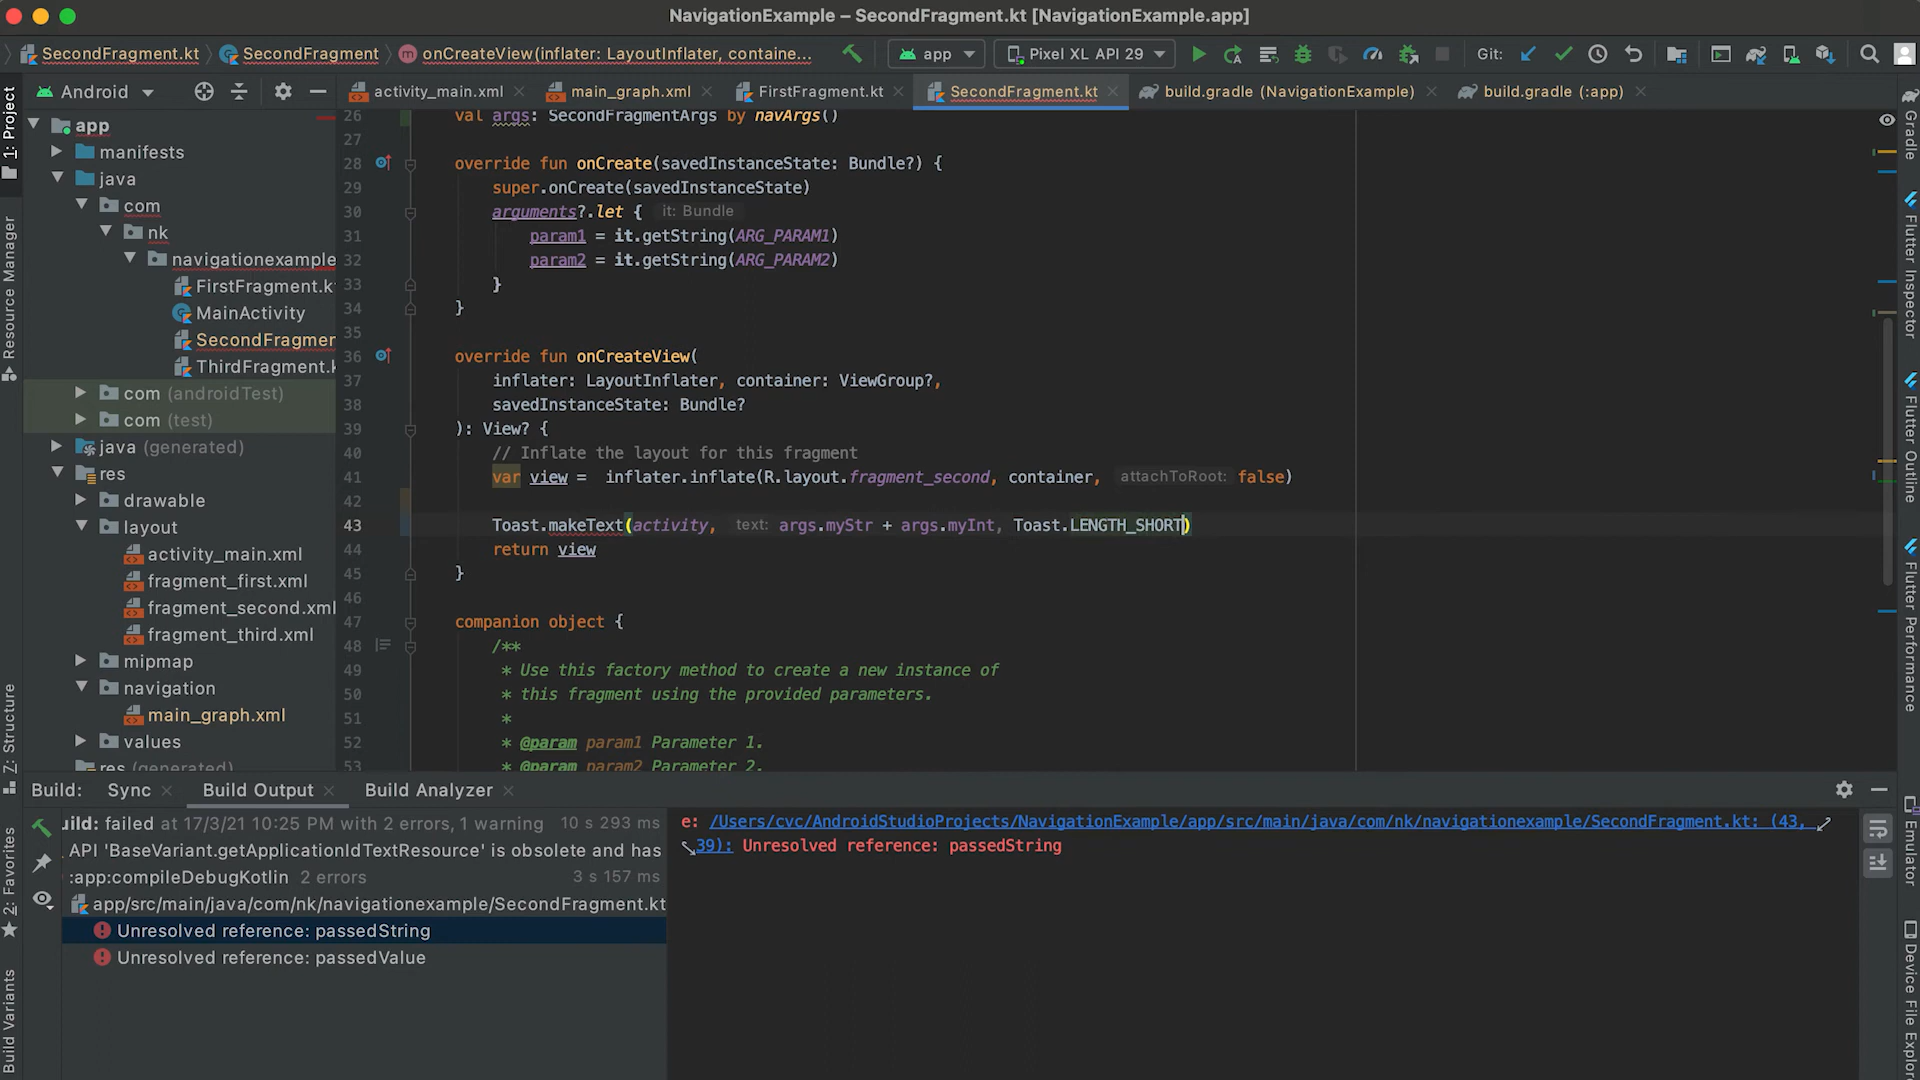 NavigationExample – SecondFragment.kt [NavigationExample.app]
SecondFragment.kt
SecondFragment
onCreateView(inflater: LayoutInflater, containe...
app
Pixel XL API 29
Git:
Android
activity_main.xml
main_graph.xml
FirstFragment.kt
SecondFragment.kt
build.gradle (NavigationExample)
build.gradle (:app)
1: Project
Resource Manager
Z: Structure
2: Favorites
Build Variants
app
manifests
java
com
nk
navigationexample
FirstFragment.k
MainActivity
SecondFragmen
ThirdFragment.k
com (androidTest)
com (test)
java (generated)
res
drawable
layout
activity_main.xml
fragment_first.xml
fragment_second.xml
fragment_third.xml
mipmap
navigation
main_graph.xml
values
res (generated)
26 val args: SecondFragmentArgs by navArgs()
27
28 override fun onCreate(savedInstanceState: Bundle?) {
29 super.onCreate(savedInstanceState)
30 arguments?.let { it: Bundle
31 param1 = it.getString(ARG_PARAM1)
32 param2 = it.getString(ARG_PARAM2)
33 }
34 }
35
36 override fun onCreateView(
37 inflater: LayoutInflater, container: ViewGroup?,
38 savedInstanceState: Bundle?
39 ): View? {
40 // Inflate the layout for this fragment
41 var view = inflater.inflate(R.layout.fragment_second, container, attachToRoot: false)
42
43 Toast.makeText(activity, text: args.myStr + args.myInt, Toast.LENGTH_SHORT)
44 return view
45 }
46
47 companion object {
48 /**
49 * Use this factory method to create a new instance of
50 * this fragment using the provided parameters.
51 *
52 * @param param1 Parameter 1.
53 * @param param2 Parameter 2.
Gradle
Flutter Inspector
Flutter Outline
Flutter Performance
Emulator
Device File Explo
Build:
Sync
Build Output
Build Analyzer
uild: failed at 17/3/21 10:25 PM with 2 errors, 1 warning 10 s 293 ms
API 'BaseVariant.getApplicationIdTextResource' is obsolete and has
:app:compileDebugKotlin 2 errors 3 s 157 ms
app/src/main/java/com/nk/navigationexample/SecondFragment.kt
Unresolved reference: passedString
Unresolved reference: passedValue
e: /Users/cvc/AndroidStudioProjects/NavigationExample/app/src/main/java/com/nk/navigationexample/SecondFragment.kt: (43,
39): Unresolved reference: passedString